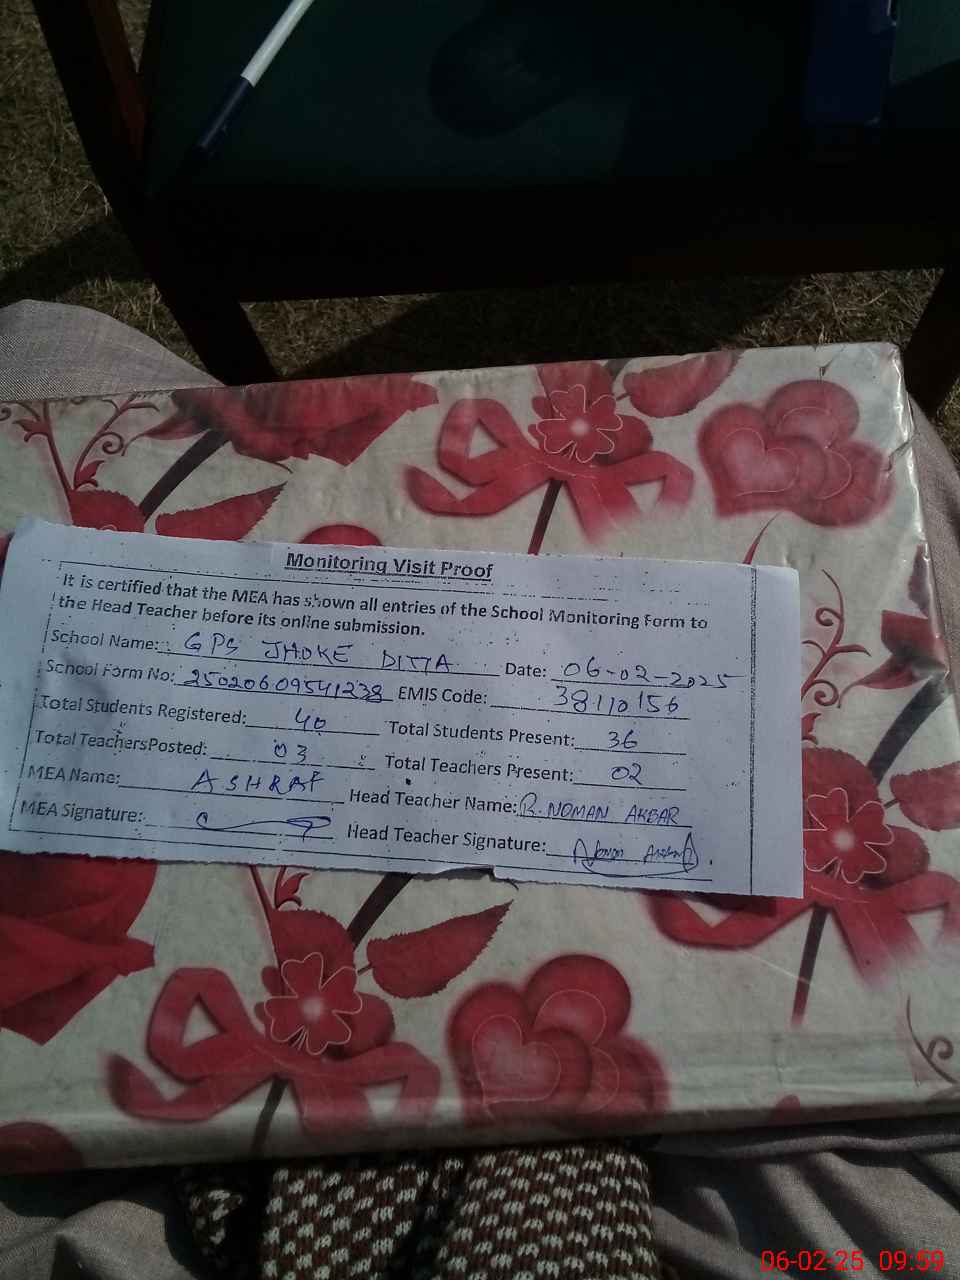 Monitoring Visit Proof
It is certified that the MEA has shown all entries of the School Monitoring Form to
the Head Teacher before its online submission.
School Name: GPS JHOKE DITTA Date: 06-02-2025
School Form No: 25020609541238 EMIS Code: 38110156
Total Students Registered: 40 Total Students Present: 36
Total TeachersPosted: 03 Total Teachers Present: 02
MEA Name: ASHRAF Head Teacher Name: R. NOMAN AKBAR
MEA Signature: Head Teacher Signature: Noman
06-02-25 09:59